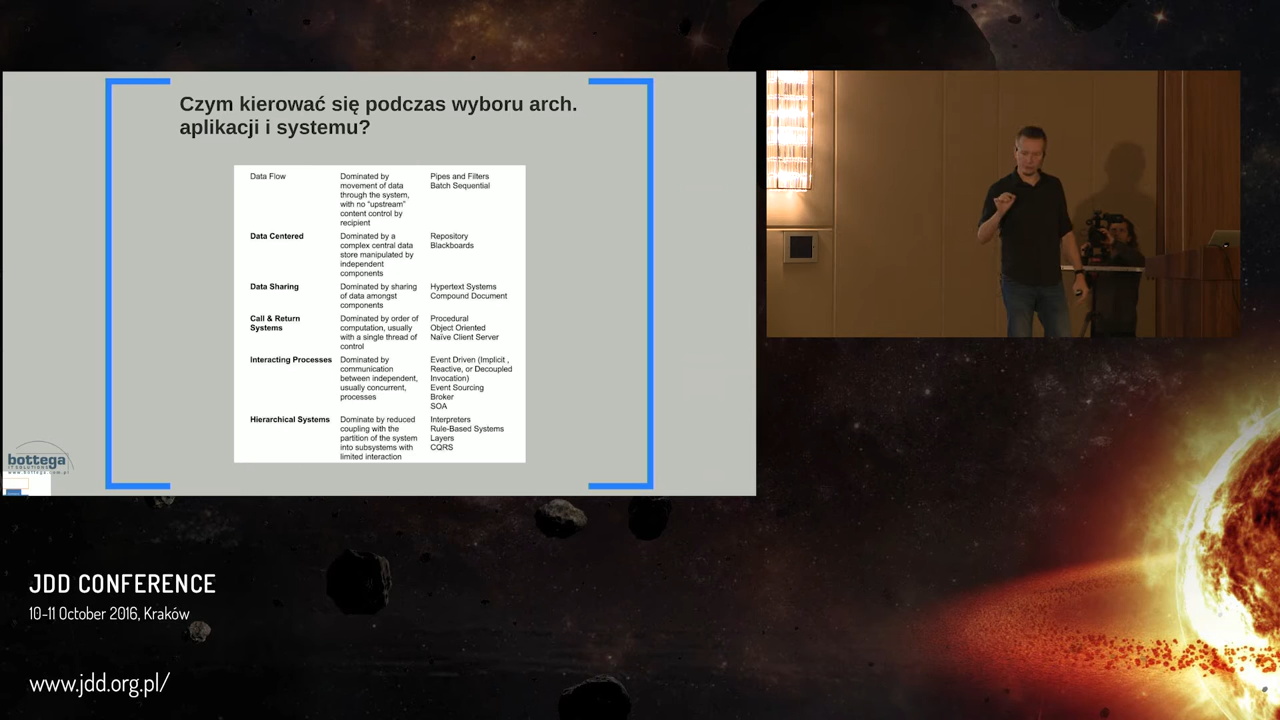 Czym kierować się podczas wyboru arch.
aplikacji i systemu?
Data Flow
Dominated by
movement of data
through the system,
with no "upstream"
content control by
recipient
Pipes and Filters
Batch Sequential
Data Centered
Dominated by a
complex central data
store manipulated by
independent
components
Repository
Blackboards
Data Sharing
Dominated by sharing
of data amongst
components
Hypertext Systems
Compound Document
Call & Return
Systems
Dominated by order of
computation, usually
with a single thread of
control
Procedural
Object Oriented
Naïve Client Server
Interacting Processes
Dominated by
communication
between independent,
usually concurrent,
processes
Event Driven (Implicit ,
Reactive, or Decoupled
Invocation)
Event Sourcing
Broker
SOA
Hierarchical Systems
Dominate by reduced
coupling with the
partition of the system
into subsystems with
limited interaction
Interpreters
Rule-Based Systems
Layers
CQRS
bottega
IT SOLUTIONS
www.bottega.com.pl
JDD CONFERENCE
10-11 October 2016, Kraków
www.jdd.org.pl/